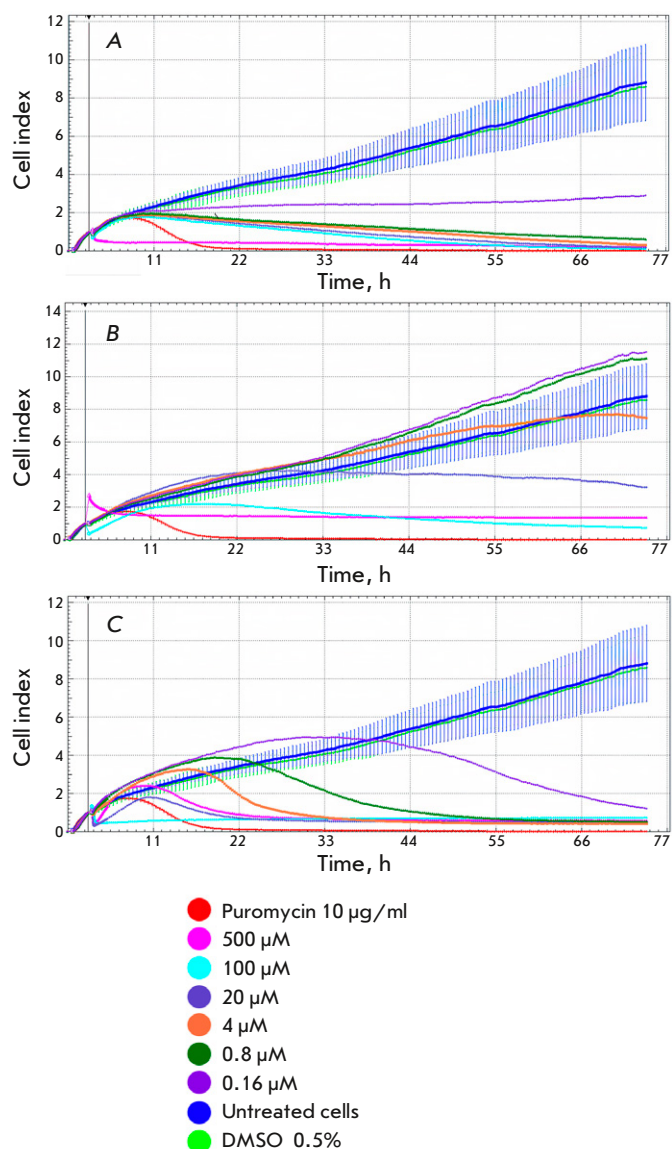 A
12
10
8
6
4
2
0
Cell index
11 22 33 44 55 66 77
Time, h
B
14
12
10
8
6
4
2
0
Cell index
11 22 33 44 55 66 77
Time, h
C
12
10
8
6
4
2
0
Cell index
11 22 33 44 55 66 77
Time, h
Puromycin 10 µg/ml
500 µM
100 µM
20 µM
4 µM
0.8 µM
0.16 µM
Untreated cells
DMSO 0.5%